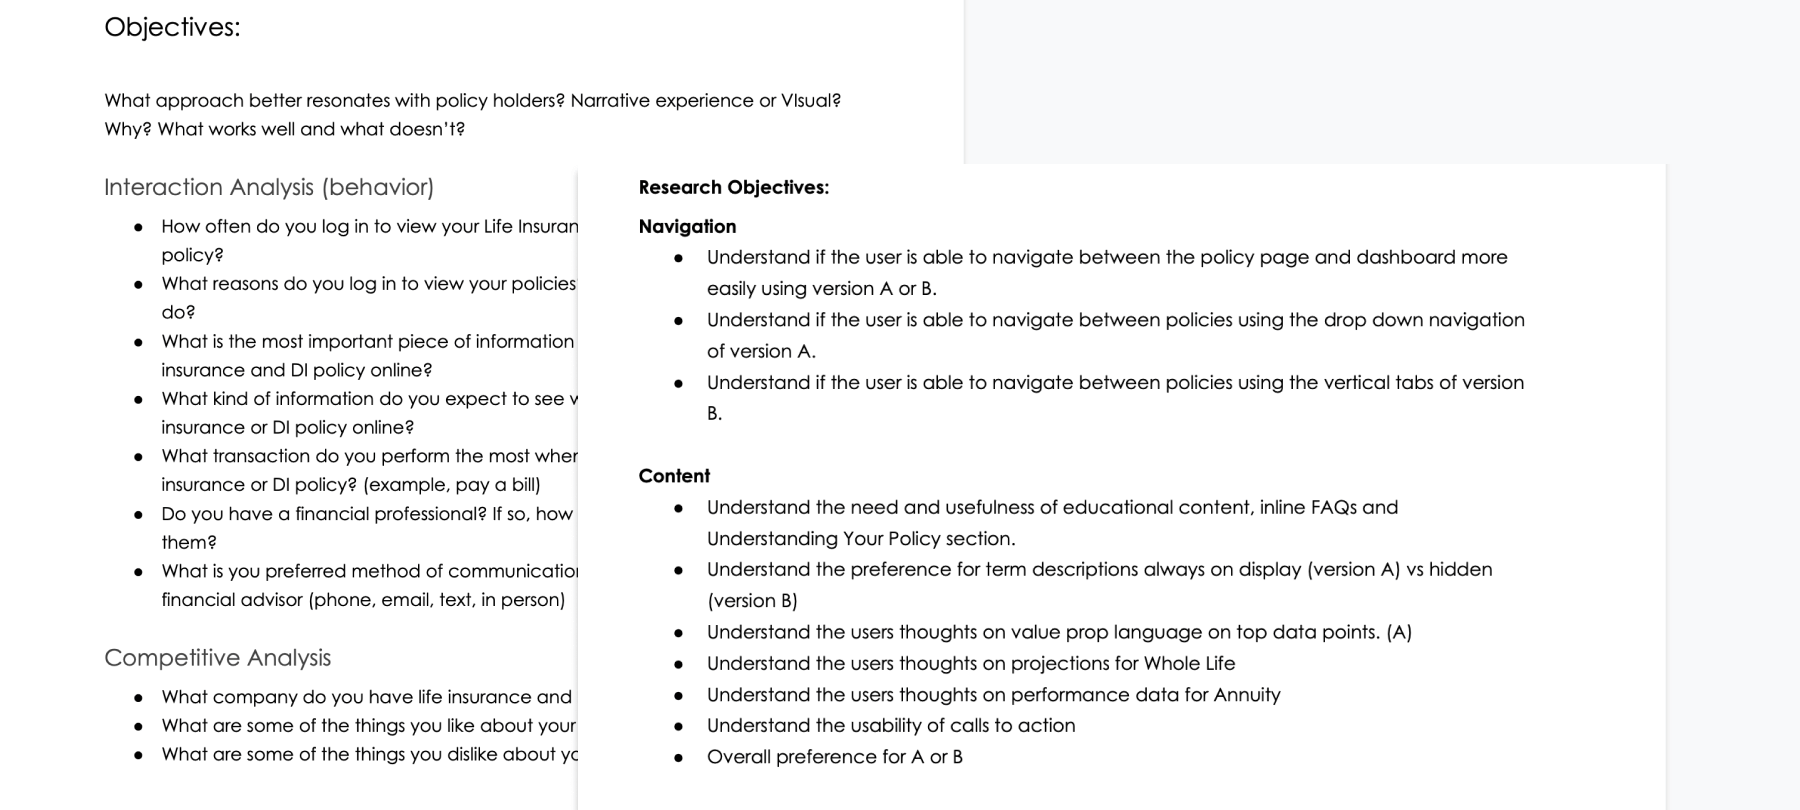 Objectives:
What approach better resonates with policy holders? Narrative experience or VIsual?
Why? What works well and what doesn't?
Interaction Analysis (behavior)
● How often do you log in to view your Life
policy?
● What reasons do you log in to view your policies
do?
● What is the most important piece of information
insurance and DI policy online?
● What kind of information do you expect to see
insurance or DI policy online?
● What transaction do you perform the most
insurance or DI policy? (example, pay a bill)
● Do you have a financial professional? If so, how
them?
● What is you preferred method of
financial advisor (phone, email, text, in person)
Competitive Analysis
● What company do you have life insurance and
● What are some of the things you like about your
● What are some of the things you dislike about
Research Objectives:
Navigation
● Understand if the user is able to navigate between the policy page and dashboard more
easily using version A or B.
● Understand if the user is able to navigate between policies using the drop down navigation
of version A.
● Understand if the user is able to navigate between policies using the vertical tabs of version
B.
Content
● Understand the need and usefulness of educational content, inline FAQs and
Understanding Your Policy section.
● Understand the preference for term descriptions always on display (version A) vs hidden
(version B)
● Understand the users thoughts on value prop language on top data points. (A)
● Understand the users thoughts on projections for Whole Life
● Understand the users thoughts on performance data for Annuity
● Understand the usability of calls to action
● Overall preference for A or B